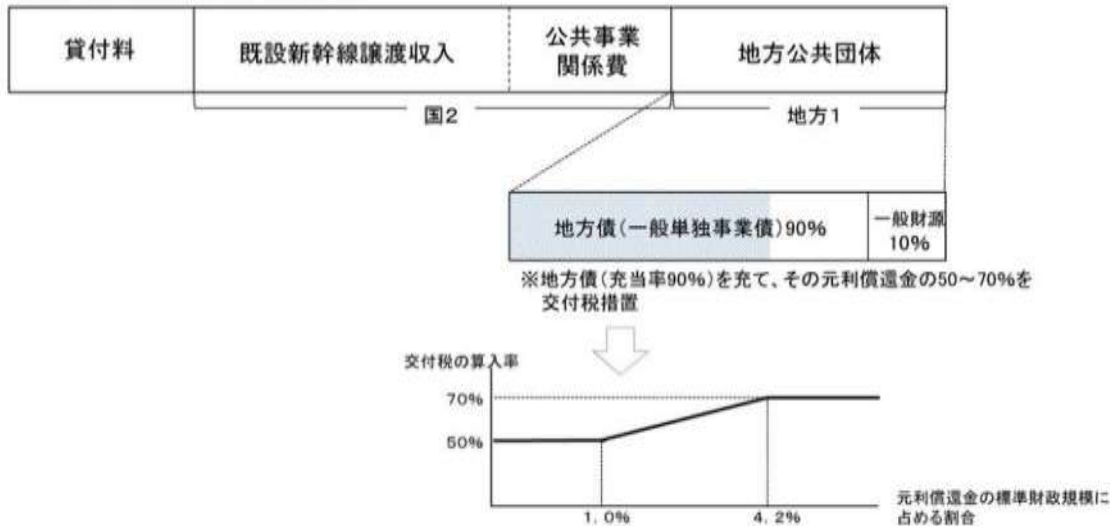 貸付料
既設新幹線譲渡収入
公共事業
関係費
地方公共団体
国2
地方1
地方債(一般単独事業債)90%
一般財源
10%
※地方債(充当率90%)を充て、その元利償還金の50～70%を
交付税措置
交付税の算入率
70%
50%
1.0%
4.2%
元利償還金の標準財政規模に
占める割合